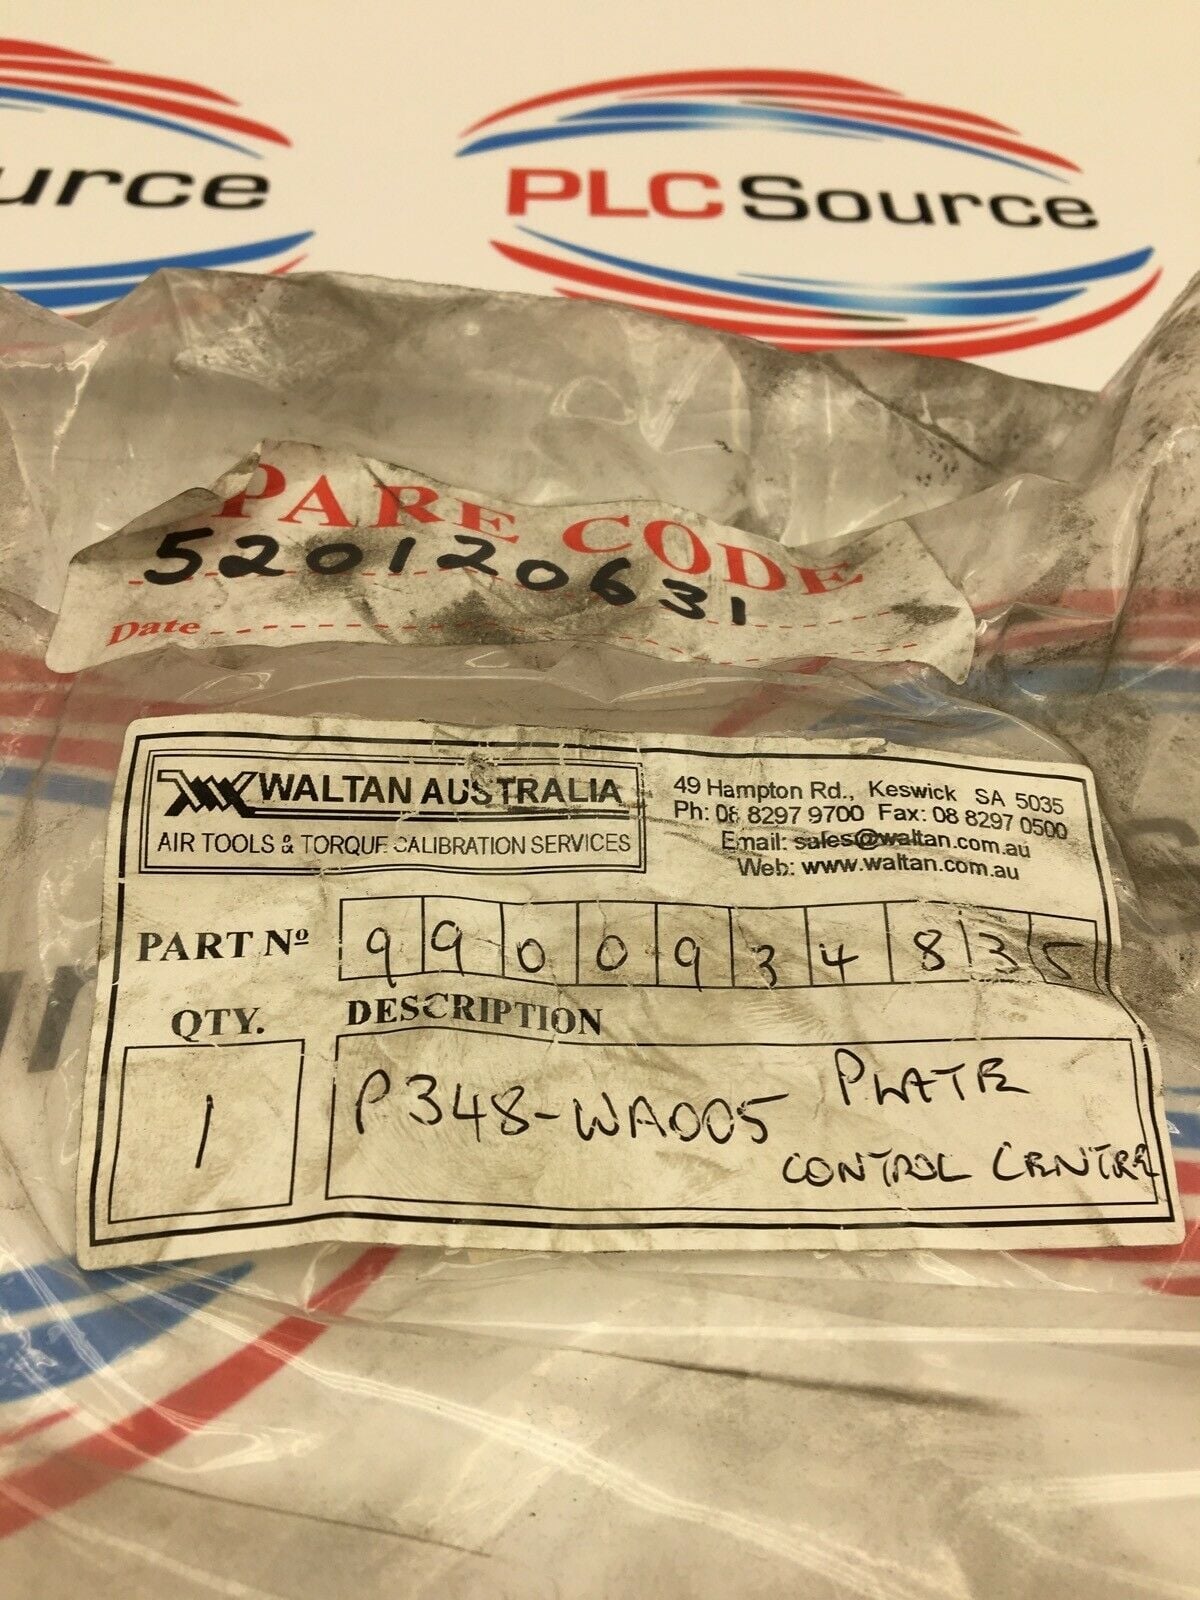 urce
PLC Source
PARE CODE
520120631
Date
WALTAN AUSTRALIA
AIR TOOLS & TORQUE CALIBRATION SERVICES
49 Hampton Rd., Keswick SA 5035
Ph: 08 8297 9700 Fax: 08 8297 0500
Email: sales@waltan.com.au
Web: www.waltan.com.au
PART Nº 9900934835
QTY. DESCRIPTION
1 P348-WA005 PLATE
CONTROL CENTRE